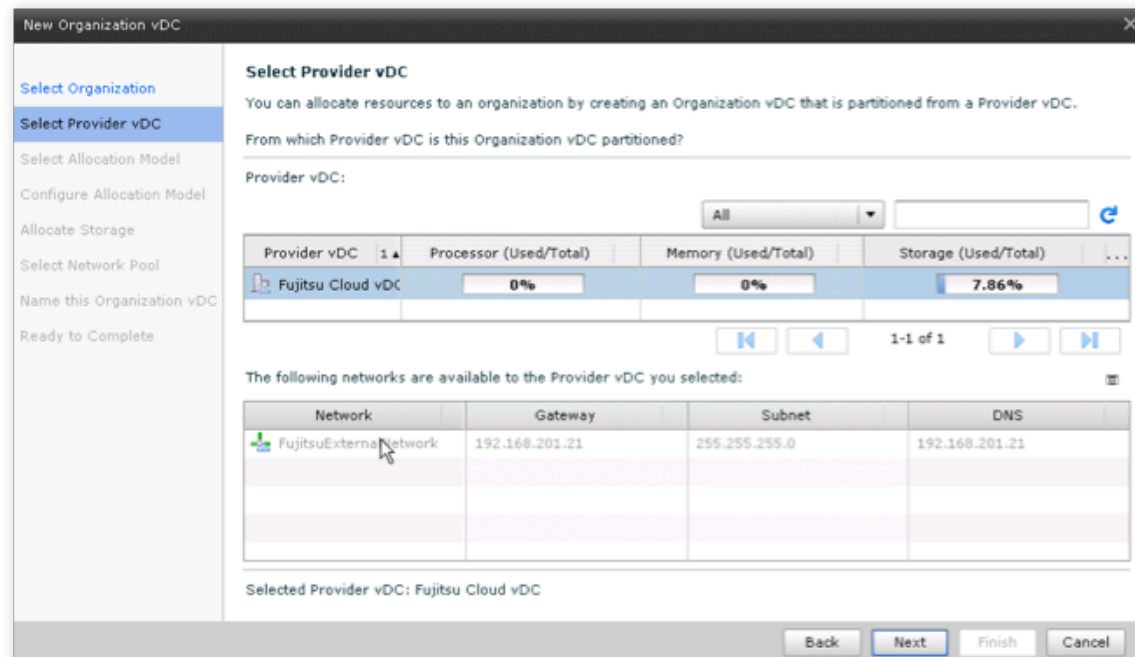 New Organization vDC
Select Organization
Select Provider vDC
Select Allocation Model
Configure Allocation Model
Allocate Storage
Select Network Pool
Name this Organization vDC
Ready to Complete
Select Provider vDC
You can allocate resources to an organization by creating an Organization vDC that is partitioned from a Provider vDC.
From which Provider vDC is this Organization vDC partitioned?
Provider vDC:
All
Provider vDC 1▲ Processor (Used/Total) Memory (Used/Total) Storage (Used/Total) ...
Fujitsu Cloud vDC 0% 0% 7.86%
1-1 of 1
The following networks are available to the Provider vDC you selected:
Network Gateway Subnet DNS
FujitsuExternalNetwork 192.168.201.21 255.255.255.0 192.168.201.21
Selected Provider vDC: Fujitsu Cloud vDC
Back Next Finish Cancel